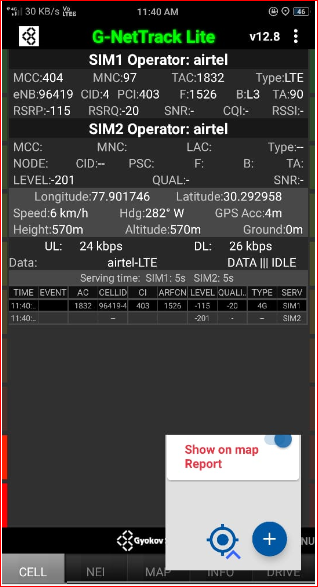 30 KB/s Vo LTEE 11:40 AM 46
G-NetTrack Lite v12.8
SIM1 Operator: airtel
MCC:404 MNC:97 TAC:1832 Type:LTE
eNB:96419 CID:4 PCI:403 F:1526 B:L3 TA:90
RSRP:-115 RSRQ:-20 SNR:- CQI:- RSSI:-
SIM2 Operator: airtel
MCC: MNC: LAC: Type:--
NODE: CID:-- PSC: F: B: TA:
LEVEL:-201 QUAL:- SNR:-
Longitude:77.901746 Latitude:30.292958
Speed:6 km/h Hdg:282° W GPS Acc:4m
Height:570m Altitude:570m Ground:0m
UL: 24 kbps DL: 26 kbps
Data: airtel-LTE DATA ||| IDLE
Serving time: SIM1: 5s SIM2: 5s
TIME EVENT AC CELLID CI ARFCN LEVEL QUALI.. TYPE SERV
11:40:.. 1832 96419-4 403 1526 -115 -20 4G SIM1
11:40:.. -- -201 - -- SIM2
Show on map
Report
Gyokov NU
CELL NEI MAP INFO DRIVE